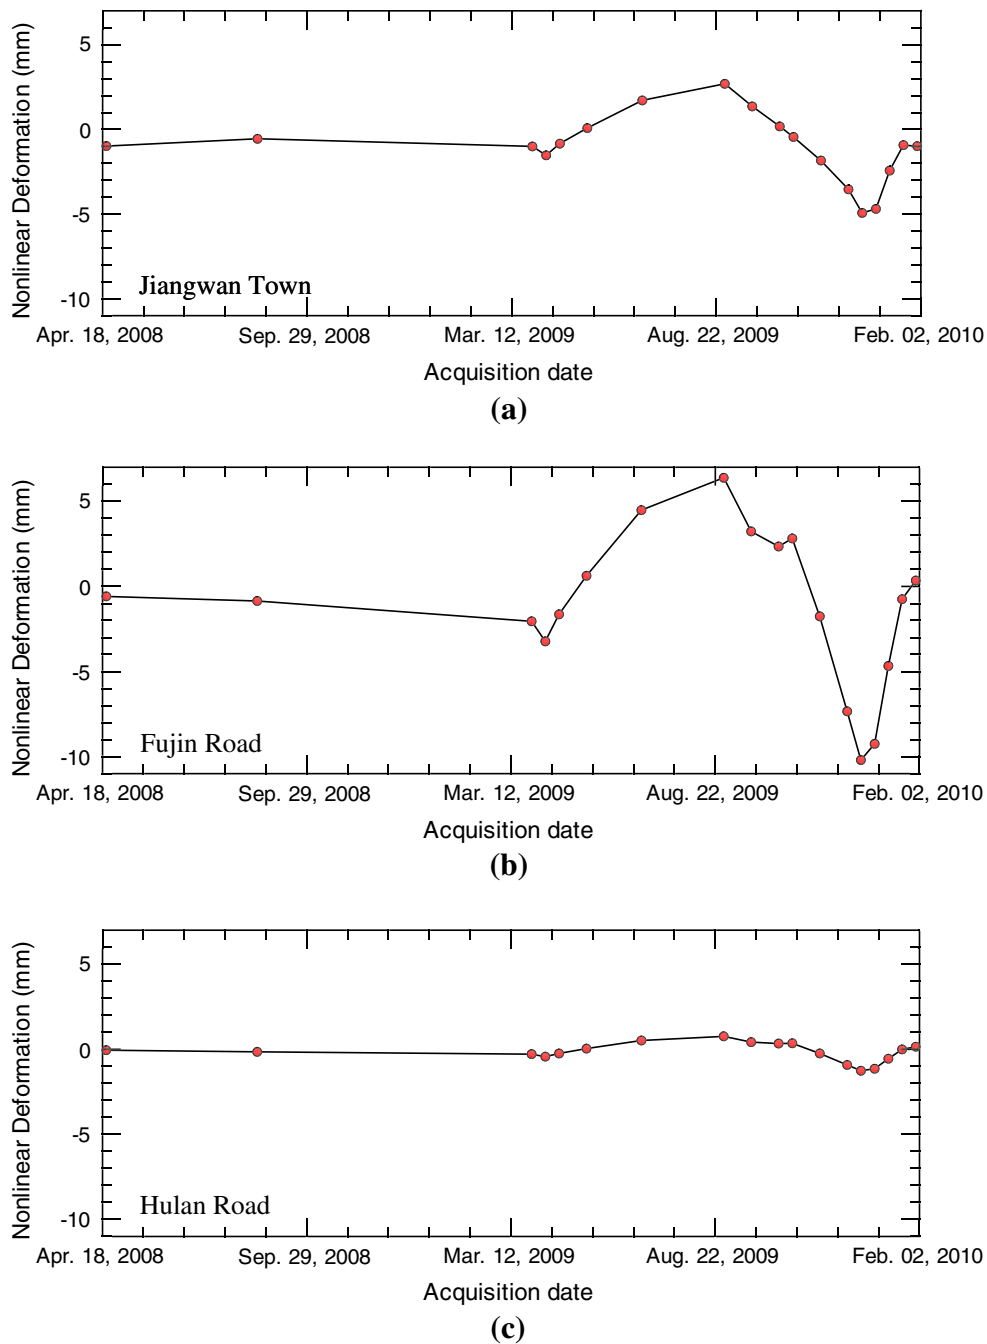 Nonlinear Deformation (mm)
5
0
-5
-10
Jiangwan Town
Apr. 18, 2008 Sep. 29, 2008 Mar. 12, 2009 Aug. 22, 2009 Feb. 02, 2010
Acquisition date
(a)
Nonlinear Deformation (mm)
5
0
-5
-10
Fujin Road
Apr. 18, 2008 Sep. 29, 2008 Mar. 12, 2009 Aug. 22, 2009 Feb. 02, 2010
Acquisition date
(b)
Nonlinear Deformation (mm)
5
0
-5
-10
Hulan Road
Apr. 18, 2008 Sep. 29, 2008 Mar. 12, 2009 Aug. 22, 2009 Feb. 02, 2010
Acquisition date
(c)